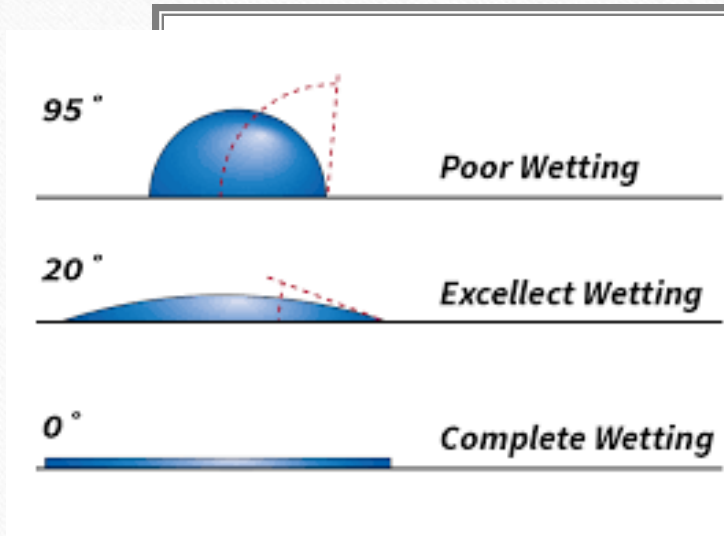 95 °
Poor Wetting
20 °
Excellect Wetting
0 °
Complete Wetting